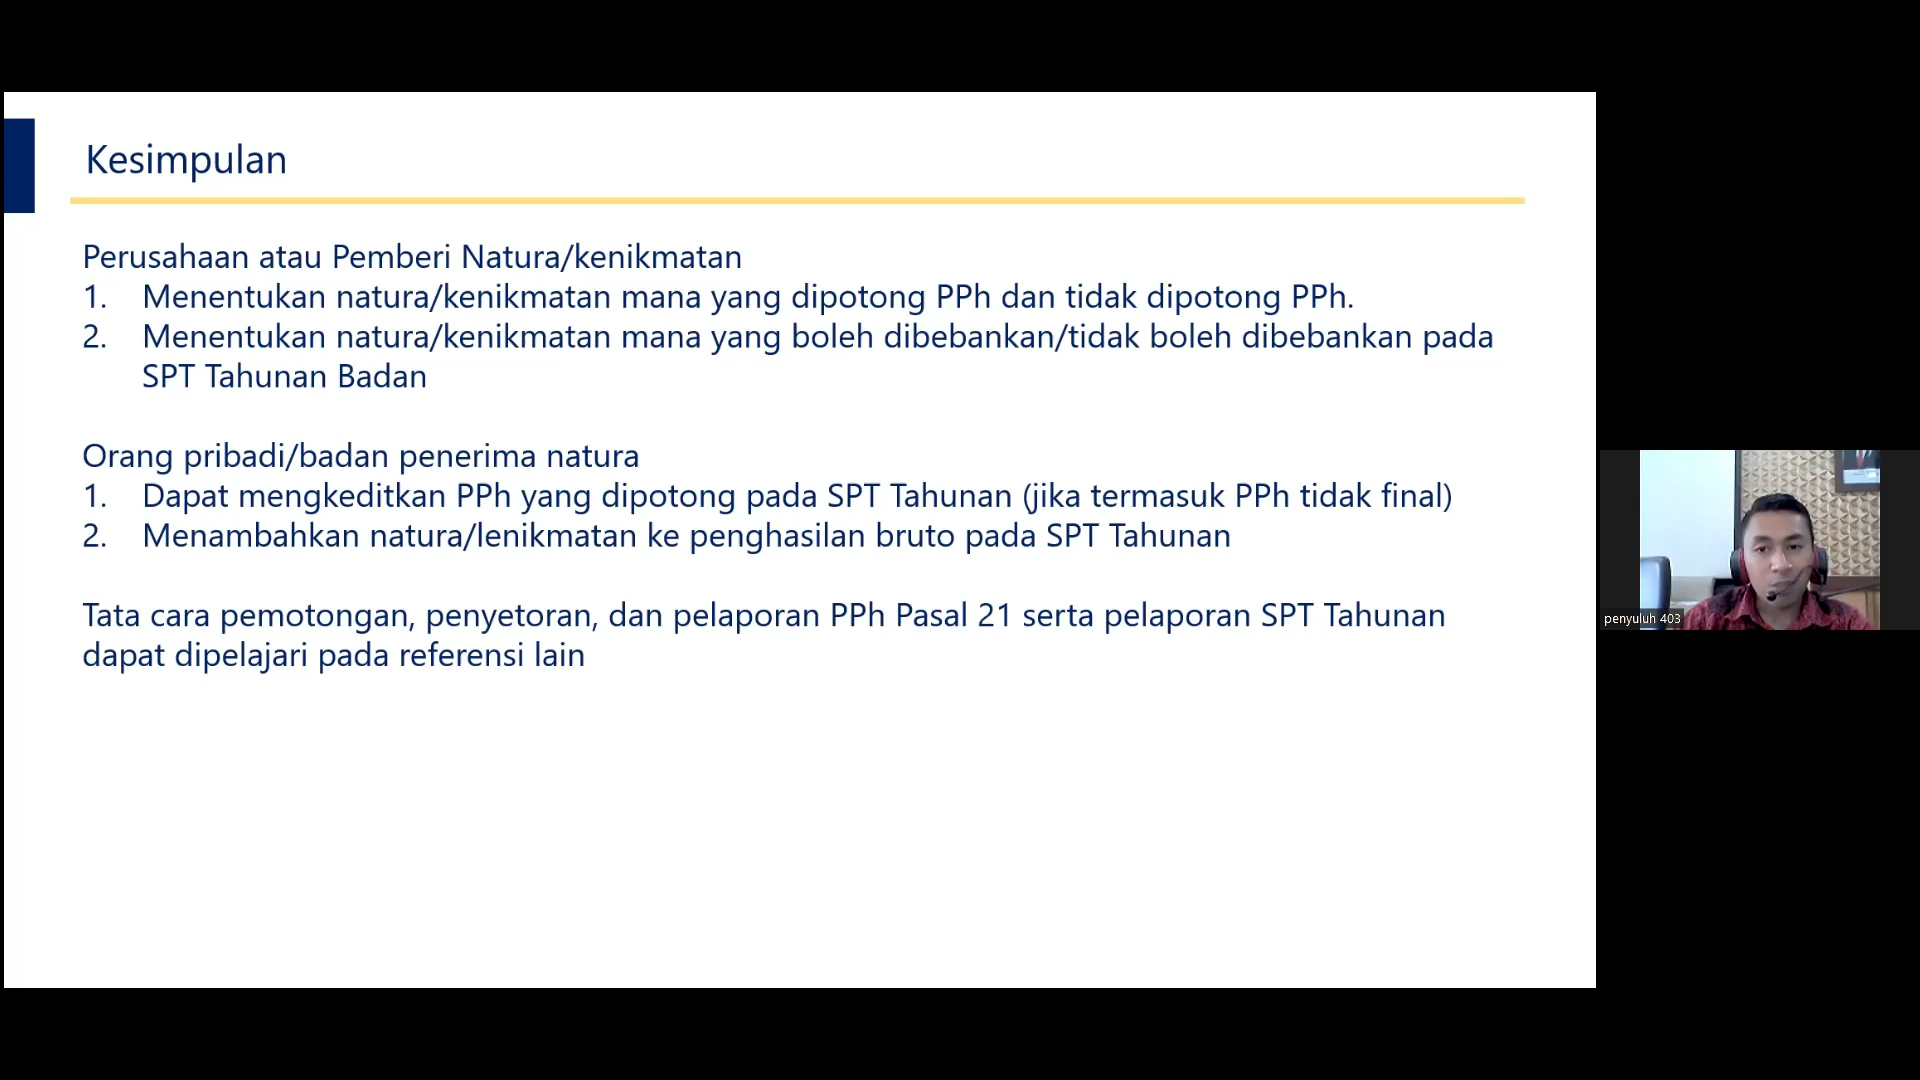 Kesimpulan
Perusahaan atau Pemberi Natura/kenikmatan
1. Menentukan natura/kenikmatan mana yang dipotong PPh dan tidak dipotong PPh.
2. Menentukan natura/kenikmatan mana yang boleh dibebankan/tidak boleh dibebankan pada
SPT Tahunan Badan
Orang pribadi/badan penerima natura
1. Dapat mengkeditkan PPh yang dipotong pada SPT Tahunan (jika termasuk PPh tidak final)
2. Menambahkan natura/lenikmatan ke penghasilan bruto pada SPT Tahunan
Tata cara pemotongan, penyetoran, dan pelaporan PPh Pasal 21 serta pelaporan SPT Tahunan
dapat dipelajari pada referensi lain
penyuluh 403